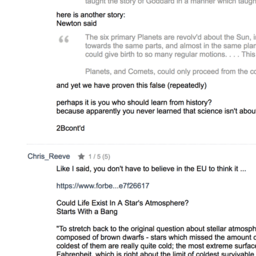 taught the story of Goddard in a manner which laugh
here is another story:
Newton said
The six primary Planets are revolv'd about the Sun, i
towards the same parts, and almost in the same plan
could give birth to so many regular motions. . . . This
Planets, and Comets, could only proceed from the co
and yet we have proven this false (repeatedly)
perhaps it is you who should learn from history?
because apparently you never learned that science isn't abou
2Bcont'd
Chris_Reeve ★ 1 / 5 (5)
Like I said, you don't have to believe in the EU to think it ...
https://www.forbe...e7f26617
Could Life Exist In A Star's Atmosphere?
Starts With a Bang
"To stretch back to the original question about stellar atmosph
composed of brown dwarfs - stars which missed the amount o
coldest of them are really quite cool; the most extreme surface
Fahrenheit, which is right about the limit of coldest survivable